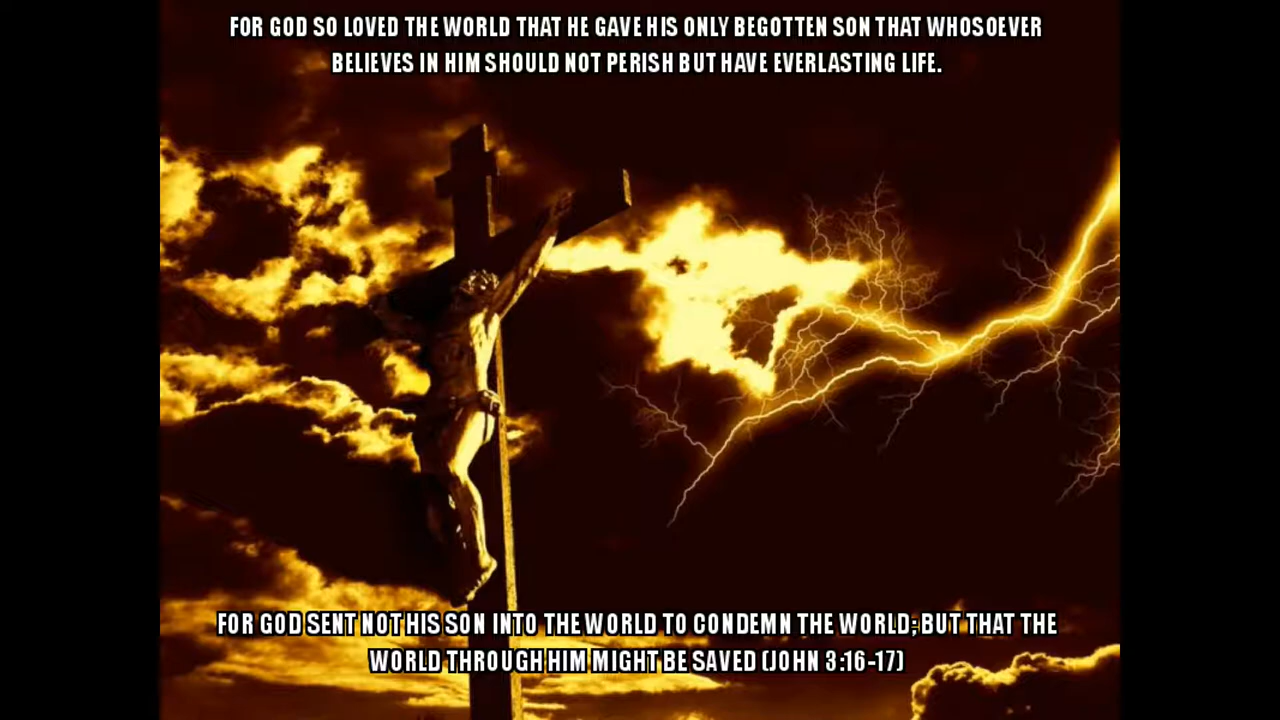 FOR GOD SO LOVED THE WORLD THAT HE GAVE HIS ONLY BEGOTTEN SON THAT WHOSOEVER
BELIEVES IN HIM SHOULD NOT PERISH BUT HAVE EVERLASTING LIFE.
FOR GOD SENT NOT HIS SON INTO THE WORLD TO CONDEMN THE WORLD; BUT THAT THE
WORLD THROUGH HIM MIGHT BE SAVED (JOHN 3:16-17)